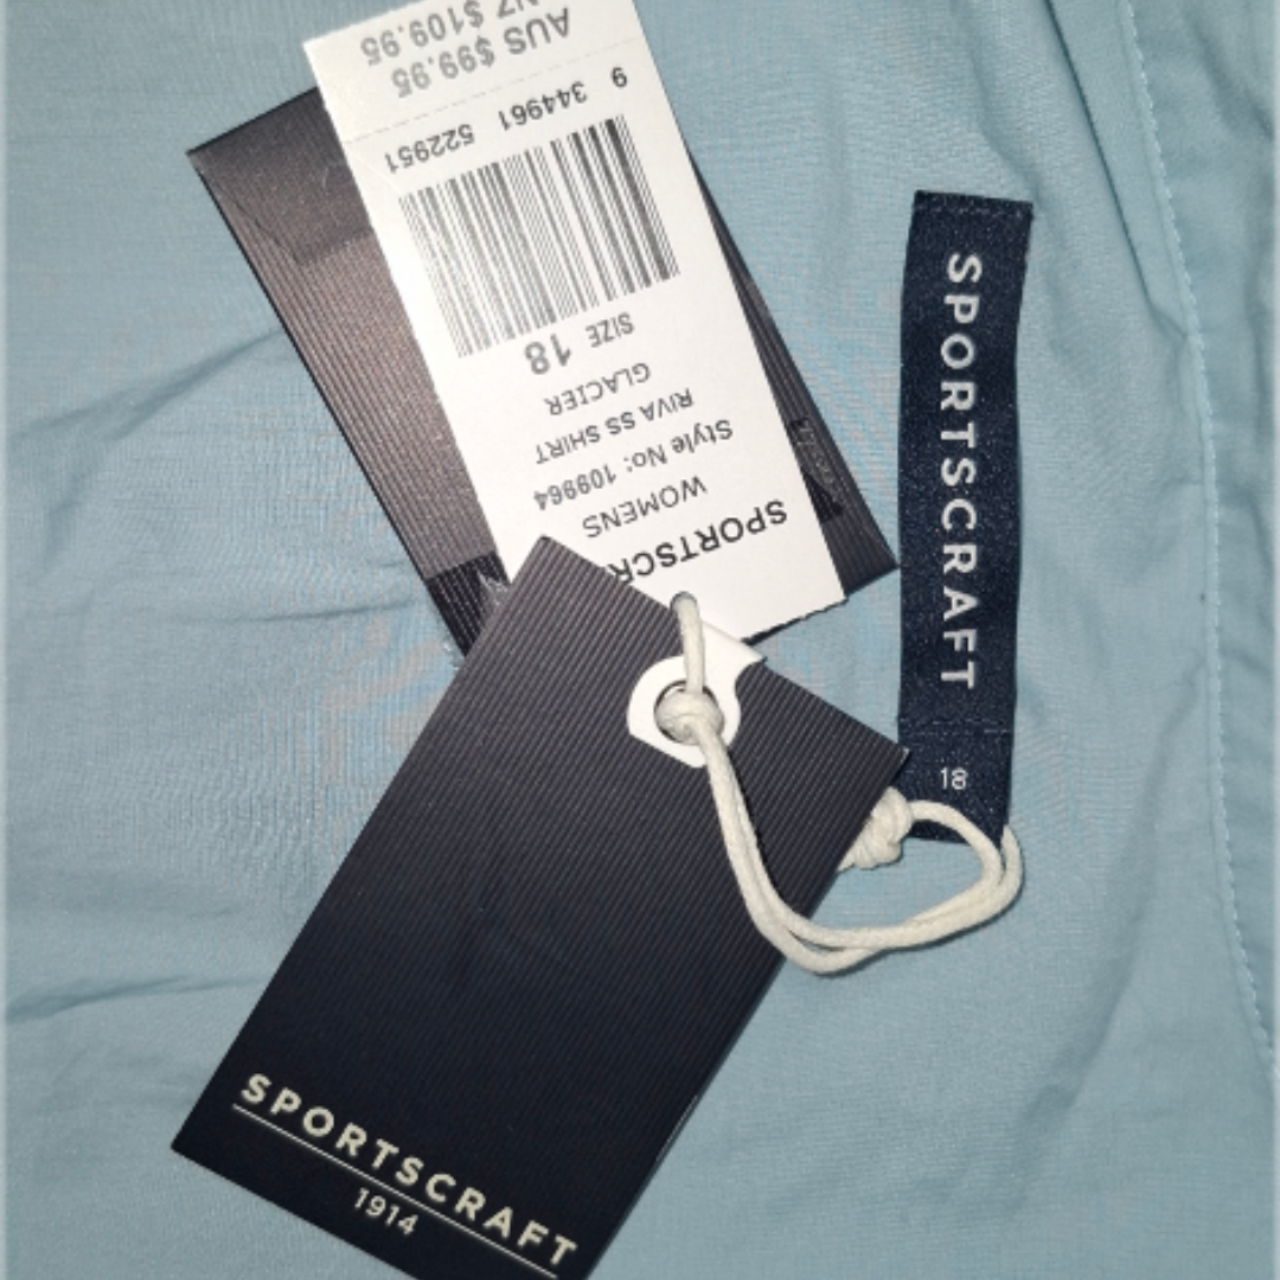 SPORTSCR
WOMENS
Style No: 109964
RIVA SS SHIRT
GLACIER
SIZE 18
9 344961 522951
AUS $99.95
NZ $109.95
SPORTSCRAFT
18
SPORTSCRAFT
1914